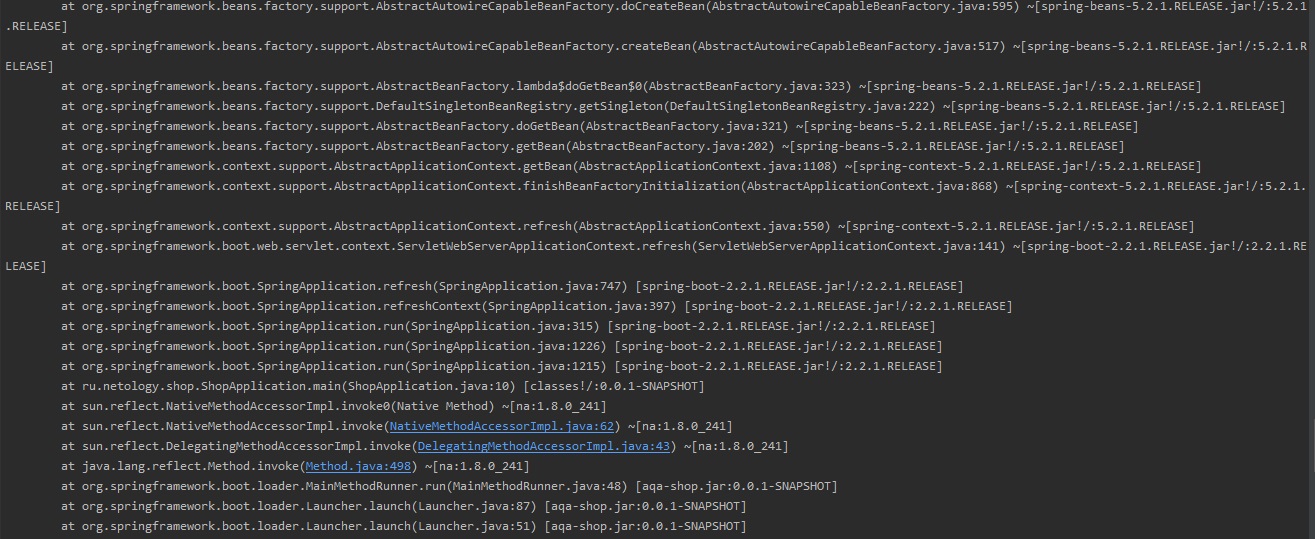 at org.springframework.beans.factory.support.AbstractAutowireCapableBeanFactory.doCreateBean(AbstractAutowireCapableBeanFactory.java:595) ~[spring-beans-5.2.1.RELEASE.jar!/:5.2.1
.RELEASE]
at org.springframework.beans.factory.support.AbstractAutowireCapableBeanFactory.createBean(AbstractAutowireCapableBeanFactory.java:517) ~[spring-beans-5.2.1.RELEASE.jar!/:5.2.1.R
ELEASE]
at org.springframework.beans.factory.support.AbstractBeanFactory.lambda$doGetBean$0(AbstractBeanFactory.java:323) ~[spring-beans-5.2.1.RELEASE.jar!/:5.2.1.RELEASE]
at org.springframework.beans.factory.support.DefaultSingletonBeanRegistry.getSingleton(DefaultSingletonBeanRegistry.java:222) ~[spring-beans-5.2.1.RELEASE.jar!/:5.2.1.RELEASE]
at org.springframework.beans.factory.support.AbstractBeanFactory.doGetBean(AbstractBeanFactory.java:321) ~[spring-beans-5.2.1.RELEASE.jar!/:5.2.1.RELEASE]
at org.springframework.beans.factory.support.AbstractBeanFactory.getBean(AbstractBeanFactory.java:202) ~[spring-beans-5.2.1.RELEASE.jar!/:5.2.1.RELEASE]
at org.springframework.context.support.AbstractApplicationContext.getBean(AbstractApplicationContext.java:1108) ~[spring-context-5.2.1.RELEASE.jar!/:5.2.1.RELEASE]
at org.springframework.context.support.AbstractApplicationContext.finishBeanFactoryInitialization(AbstractApplicationContext.java:868) ~[spring-context-5.2.1.RELEASE.jar!/:5.2.1.
RELEASE]
at org.springframework.context.support.AbstractApplicationContext.refresh(AbstractApplicationContext.java:550) ~[spring-context-5.2.1.RELEASE.jar!/:5.2.1.RELEASE]
at org.springframework.boot.web.servlet.context.ServletWebServerApplicationContext.refresh(ServletWebServerApplicationContext.java:141) ~[spring-boot-2.2.1.RELEASE.jar!/:2.2.1.RE
LEASE]
at org.springframework.boot.SpringApplication.refresh(SpringApplication.java:747) [spring-boot-2.2.1.RELEASE.jar!/:2.2.1.RELEASE]
at org.springframework.boot.SpringApplication.refreshContext(SpringApplication.java:397) [spring-boot-2.2.1.RELEASE.jar!/:2.2.1.RELEASE]
at org.springframework.boot.SpringApplication.run(SpringApplication.java:315) [spring-boot-2.2.1.RELEASE.jar!/:2.2.1.RELEASE]
at org.springframework.boot.SpringApplication.run(SpringApplication.java:1226) [spring-boot-2.2.1.RELEASE.jar!/:2.2.1.RELEASE]
at org.springframework.boot.SpringApplication.run(SpringApplication.java:1215) [spring-boot-2.2.1.RELEASE.jar!/:2.2.1.RELEASE]
at ru.netology.shop.ShopApplication.main(ShopApplication.java:10) [classes!/:0.0.1-SNAPSHOT]
at sun.reflect.NativeMethodAccessorImpl.invoke0(Native Method) ~[na:1.8.0_241]
at sun.reflect.NativeMethodAccessorImpl.invoke(NativeMethodAccessorImpl.java:62) ~[na:1.8.0_241]
at sun.reflect.DelegatingMethodAccessorImpl.invoke(DelegatingMethodAccessorImpl.java:43) ~[na:1.8.0_241]
at java.lang.reflect.Method.invoke(Method.java:498) ~[na:1.8.0_241]
at org.springframework.boot.loader.MainMethodRunner.run(MainMethodRunner.java:48) [aqa-shop.jar:0.0.1-SNAPSHOT]
at org.springframework.boot.loader.Launcher.launch(Launcher.java:87) [aqa-shop.jar:0.0.1-SNAPSHOT]
at org.springframework.boot.loader.Launcher.launch(Launcher.java:51) [aqa-shop.jar:0.0.1-SNAPSHOT]